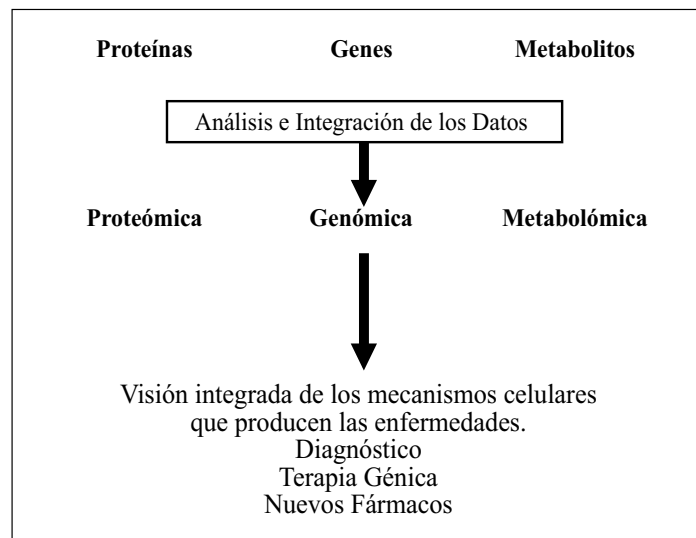 Proteínas Genes Metabolitos
Análisis e Integración de los Datos
Proteómica Genómica Metabolómica
Visión integrada de los mecanismos celulares
que producen las enfermedades.
Diagnóstico
Terapia Génica
Nuevos Fármacos